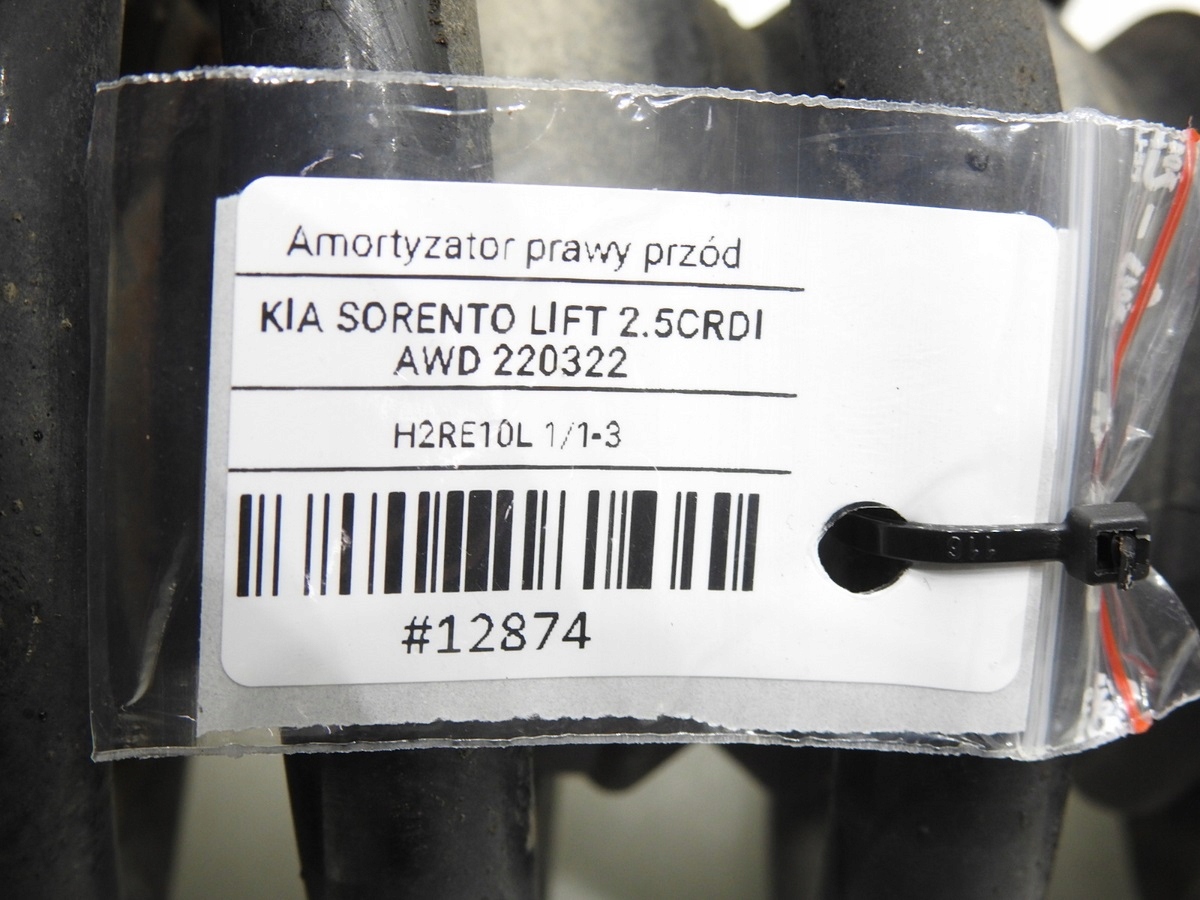 Amortyzator prawy przód
KIA SORENTO LIFT 2.5CRDI
AWD 220322
H2RE10L 1/1-3
#12874